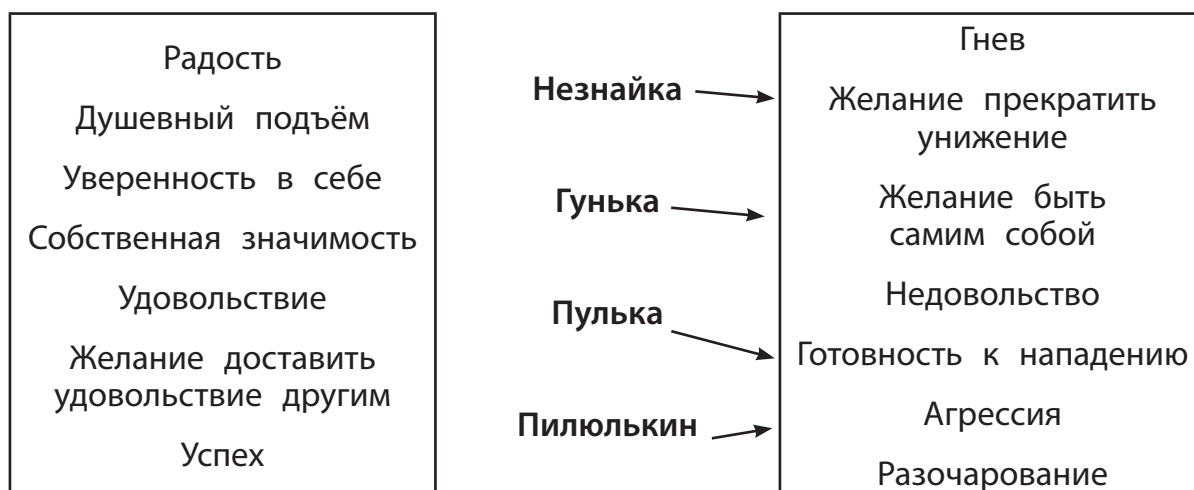 Радость
Душевный подъём
Уверенность в себе
Собственная значимость
Удовольствие
Желание доставить
удовольствие другим
Успех
Незнайка
Гунька
Пулька
Пилюлькин
Гнев
Желание прекратить
унижение
Желание быть
самим собой
Недовольство
Готовность к нападению
Агрессия
Разочарование